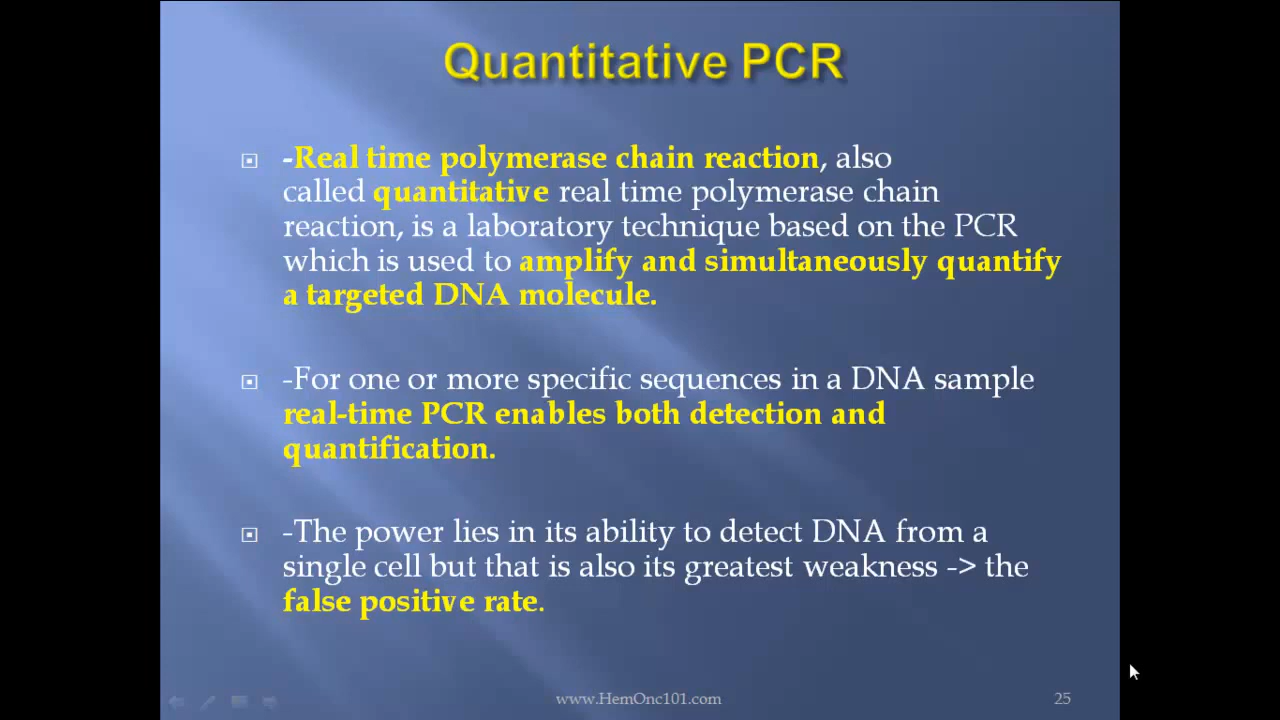 Quantitative PCR
-Real time polymerase chain reaction, also
called quantitative real time polymerase chain
reaction, is a laboratory technique based on the PCR
which is used to amplify and simultaneously quantify
a targeted DNA molecule.
-For one or more specific sequences in a DNA sample
real-time PCR enables both detection and
quantification.
-The power lies in its ability to detect DNA from a
single cell but that is also its greatest weakness -> the
false positive rate.
www.HemOnc101.com
25